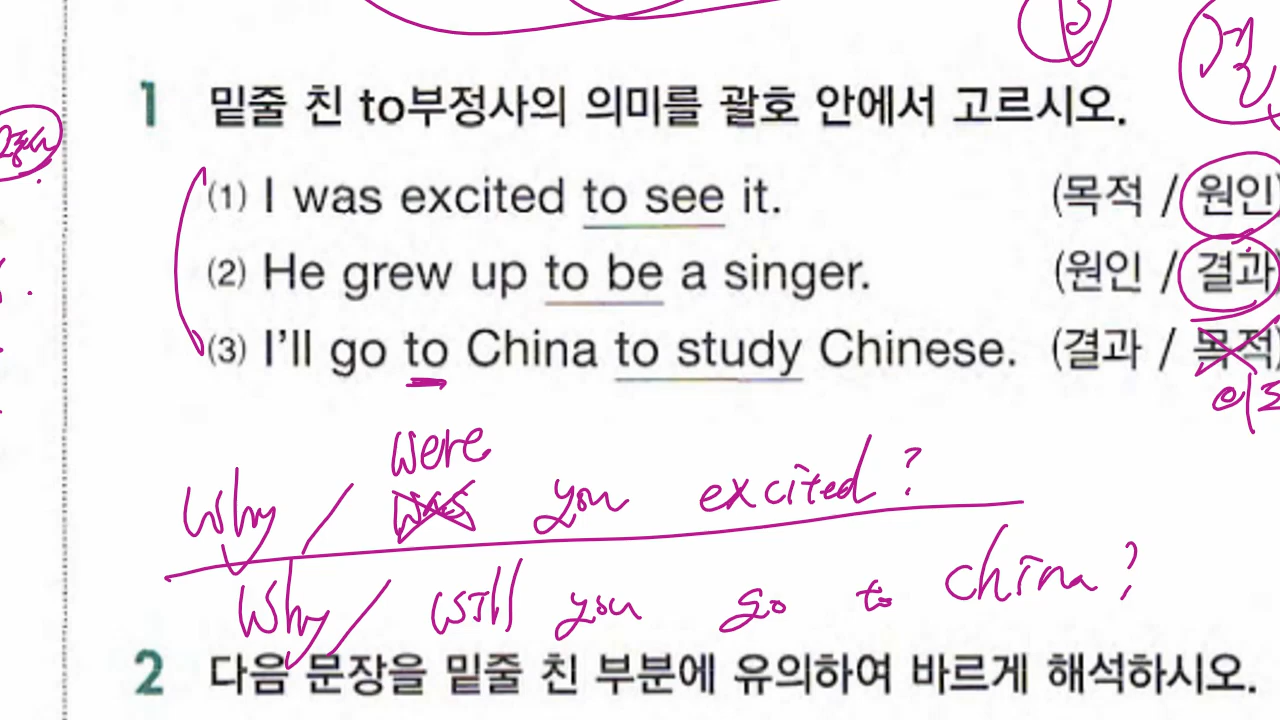 1 밑줄 친 to부정사의 의미를 괄호 안에서 고르시오.
(1) I was excited to see it. (목적 / 원인)
(2) He grew up to be a singer. (원인 / 결과)
(3) I'll go to China to study Chinese. (결과 / 목적)
were
Why / was you excited?
Why / will you go to china?
2 다음 문장을 밑줄 친 부분에 유의하여 바르게 해석하시오.